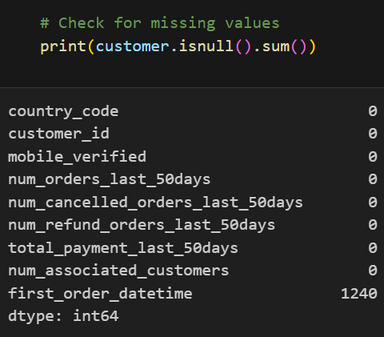 # Check for missing values
print(customer.isnull().sum())
country_code 0
customer_id 0
mobile_verified 0
num_orders_last_50days 0
num_cancelled_orders_last_50days 0
num_refund_orders_last_50days 0
total_payment_last_50days 0
num_associated_customers 0
first_order_datetime 1240
dtype: int64